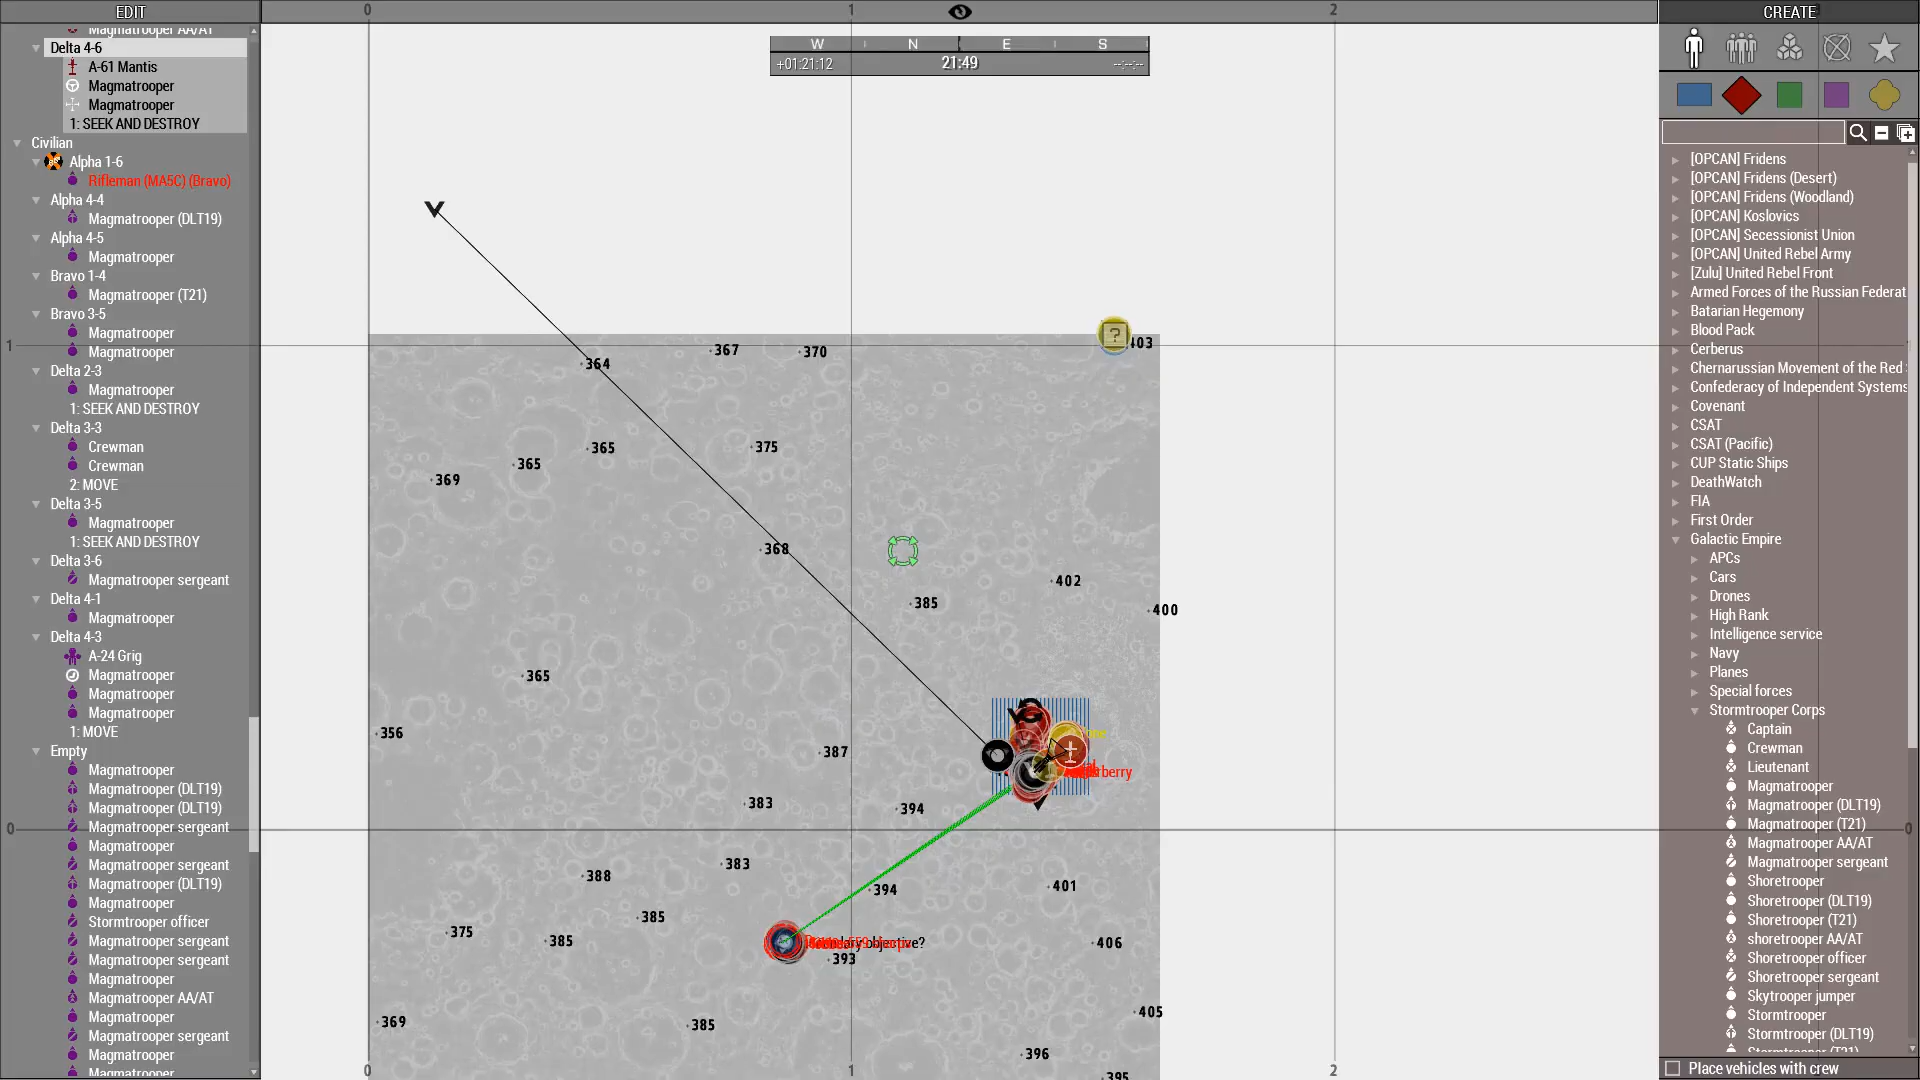 EDIT
Magmatrooper AA/AT
Delta 4-6
A-61 Mantis
Magmatrooper
Magmatrooper
1: SEEK AND DESTROY
Civilian
Alpha 1-6
Rifleman (MA5C) (Bravo)
Alpha 4-4
Magmatrooper (DLT19)
Alpha 4-5
Magmatrooper
Bravo 1-4
Magmatrooper (T21)
Bravo 3-5
Magmatrooper
Magmatrooper
Delta 2-3
Magmatrooper
1: SEEK AND DESTROY
Delta 3-3
Crewman
Crewman
2: MOVE
Delta 3-5
Magmatrooper
1: SEEK AND DESTROY
Delta 3-6
Magmatrooper sergeant
Delta 4-1
Magmatrooper
Delta 4-3
A-24 Grig
Magmatrooper
Magmatrooper
Magmatrooper
1: MOVE
Empty
Magmatrooper
Magmatrooper (DLT19)
Magmatrooper (DLT19)
Magmatrooper sergeant
Magmatrooper
Magmatrooper sergeant
Magmatrooper (DLT19)
Magmatrooper
Stormtrooper officer
Magmatrooper sergeant
Magmatrooper sergeant
Magmatrooper
Magmatrooper AA/AT
Magmatrooper
Magmatrooper sergeant
Magmatrooper
Magmatrooper
0 1 2
W N E S
+01:21:12 21:49 --:--:--
1 1
?
403
364 367 370
365 375
365
369
368
402
385
400
365
356
387
berry
383
394
383
388
394
401
385
375
385
objective?
406
393
405
369
385
396
395
0 0
0 1 2
CREATE
[OPCAN] Fridens
[OPCAN] Fridens (Desert)
[OPCAN] Fridens (Woodland)
[OPCAN] Koslovics
[OPCAN] Secessionist Union
[OPCAN] United Rebel Army
[Zulu] United Rebel Front
Armed Forces of the Russian Federat
Batarian Hegemony
Blood Pack
Cerberus
Chernarussian Movement of the Red
Confederacy of Independent Systems
Covenant
CSAT
CSAT (Pacific)
CUP Static Ships
DeathWatch
FIA
First Order
Galactic Empire
APCs
Cars
Drones
High Rank
Intelligence service
Navy
Planes
Special forces
Stormtrooper Corps
Captain
Crewman
Lieutenant
Magmatrooper
Magmatrooper (DLT19)
Magmatrooper (T21)
Magmatrooper AA/AT
Magmatrooper sergeant
Shoretrooper
Shoretrooper (DLT19)
Shoretrooper (T21)
shoretrooper AA/AT
Shoretrooper officer
Shoretrooper sergeant
Skytrooper jumper
Stormtrooper
Stormtrooper (DLT19)
Stormtrooper (T21)
Place vehicles with crew